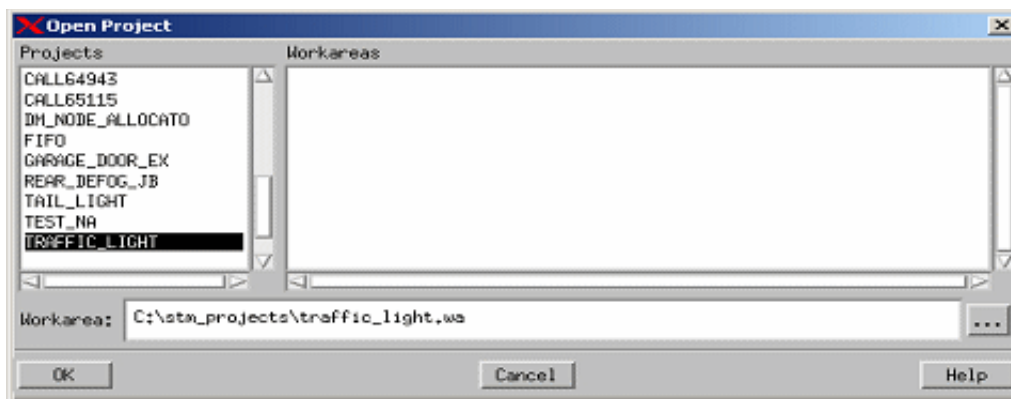 Open Project
Projects Workareas
CALL64943
CALL65115
DM_NODE_ALLOCATO
FIFO
GARAGE_DOOR_EX
REAR_DEFOG_JB
TAIL_LIGHT
TEST_NA
TRAFFIC_LIGHT
Workarea: C:\stm_projects\traffic_light.wa ...
OK Cancel Help